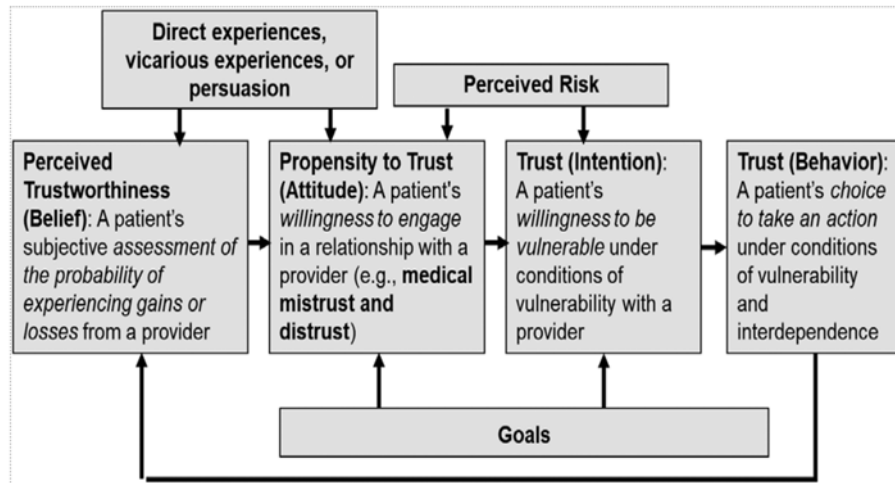 Direct experiences,
vicarious experiences, or
persuasion
Perceived Risk
Perceived
Trustworthiness
(Belief): A patient's
subjective assessment of
the probability of
experiencing gains or
losses from a provider
Propensity to Trust
(Attitude): A patient's
willingness to engage
in a relationship with a
provider (e.g., medical
mistrust and
distrust)
Trust (Intention):
A patient's
willingness to be
vulnerable under
conditions of
vulnerability with a
provider
Trust (Behavior):
A patient's choice
to take an action
under conditions
of vulnerability
and
interdependence
Goals